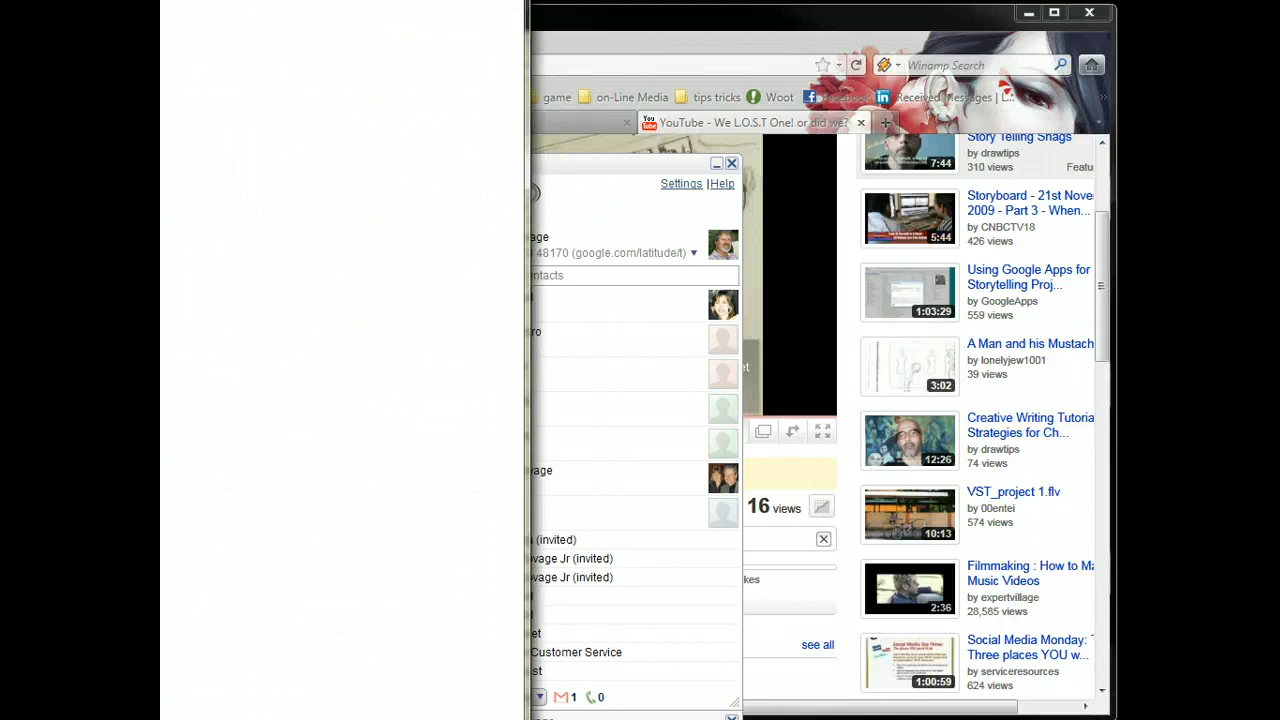 Winamp Search
game
on-Line Media
tips tricks
Woot
Facebook
Received Messages | L...
YouTube - We L.O.S.T One! or did we?
Settings | Help
age
48170 (google.com/latitude/t)
ntacts
ro
vage
(invited)
vage Jr (invited)
vage Jr (invited)
et
Customer Service
st
1
0
et
16 views
kes
see all
Story Telling Snags
by drawtips
310 views
Featu
7:44
Storyboard - 21st Nove
2009 - Part 3 - When...
by CNBCTV18
426 views
5:44
Using Google Apps for
Storytelling Proj...
by GoogleApps
559 views
1:03:29
A Man and his Mustach
by lonelyjew1001
39 views
3:02
Creative Writing Tutoria
Strategies for Ch...
by drawtips
74 views
12:26
VST_project 1.flv
by 00entei
574 views
10:13
Filmmaking : How to Ma
Music Videos
by expertvillage
28,585 views
2:36
Social Media Monday:
Three places YOU w...
by serviceresources
624 views
1:00:59